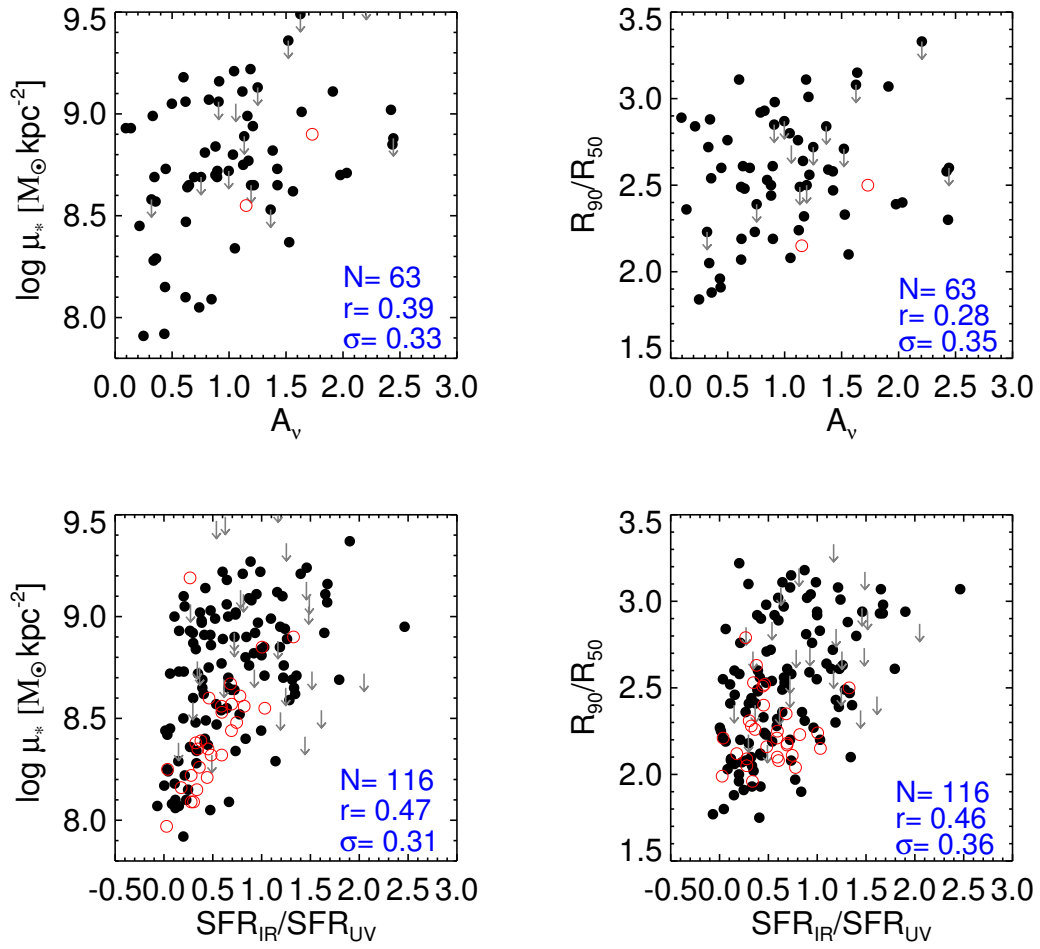 9.5
9.0
8.5
8.0
log μ* [M⊙ kpc⁻²]
N= 63
r= 0.39
σ= 0.33
0.0 0.5 1.0 1.5 2.0 2.5 3.0
Aν
3.5
3.0
2.5
2.0
1.5
R90/R50
N= 63
r= 0.28
σ= 0.35
0.0 0.5 1.0 1.5 2.0 2.5 3.0
Aν
9.5
9.0
8.5
8.0
log μ* [M⊙ kpc⁻²]
N= 116
r= 0.47
σ= 0.31
-0.5 0.0 0.5 1.0 1.5 2.0 2.5 3.0
SFRIR/SFRUV
3.5
3.0
2.5
2.0
1.5
R90/R50
N= 116
r= 0.46
σ= 0.36
-0.5 0.0 0.5 1.0 1.5 2.0 2.5 3.0
SFRIR/SFRUV